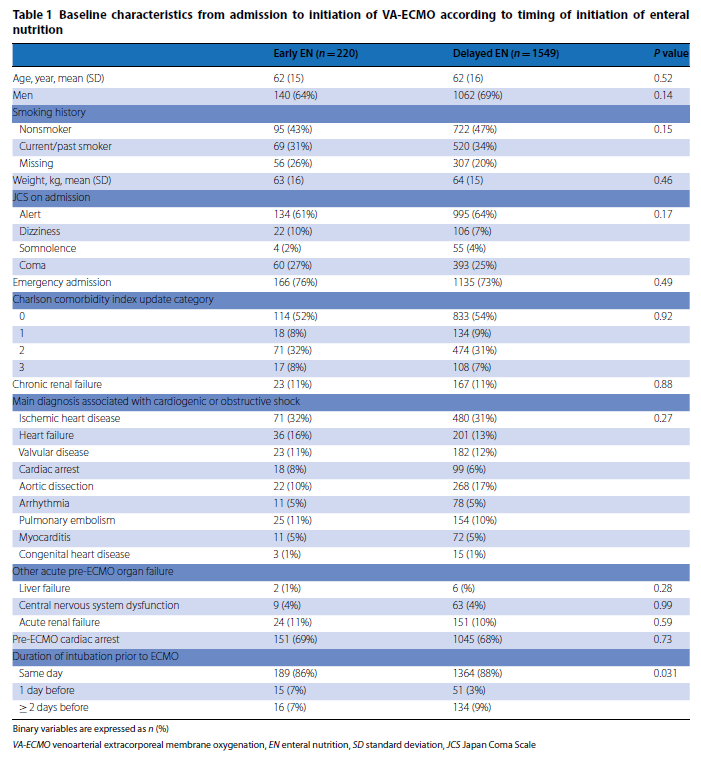 Table 1 Baseline characteristics from admission to initiation of VA-ECMO according to timing of initiation of enteral
nutrition
Early EN (n = 220) Delayed EN (n = 1549) P value
Age, year, mean (SD) 62 (15) 62 (16) 0.52
Men 140 (64%) 1062 (69%) 0.14
Smoking history
Nonsmoker 95 (43%) 722 (47%) 0.15
Current/past smoker 69 (31%) 520 (34%)
Missing 56 (26%) 307 (20%)
Weight, kg, mean (SD) 63 (16) 64 (15) 0.46
JCS on admission
Alert 134 (61%) 995 (64%) 0.17
Dizziness 22 (10%) 106 (7%)
Somnolence 4 (2%) 55 (4%)
Coma 60 (27%) 393 (25%)
Emergency admission 166 (76%) 1135 (73%) 0.49
Charlson comorbidity index update category
0 114 (52%) 833 (54%) 0.92
1 18 (8%) 134 (9%)
2 71 (32%) 474 (31%)
3 17 (8%) 108 (7%)
Chronic renal failure 23 (11%) 167 (11%) 0.88
Main diagnosis associated with cardiogenic or obstructive shock
Ischemic heart disease 71 (32%) 480 (31%) 0.27
Heart failure 36 (16%) 201 (13%)
Valvular disease 23 (11%) 182 (12%)
Cardiac arrest 18 (8%) 99 (6%)
Aortic dissection 22 (10%) 268 (17%)
Arrhythmia 11 (5%) 78 (5%)
Pulmonary embolism 25 (11%) 154 (10%)
Myocarditis 11 (5%) 72 (5%)
Congenital heart disease 3 (1%) 15 (1%)
Other acute pre-ECMO organ failure
Liver failure 2 (1%) 6 (%) 0.28
Central nervous system dysfunction 9 (4%) 63 (4%) 0.99
Acute renal failure 24 (11%) 151 (10%) 0.59
Pre-ECMO cardiac arrest 151 (69%) 1045 (68%) 0.73
Duration of intubation prior to ECMO
Same day 189 (86%) 1364 (88%) 0.031
1 day before 15 (7%) 51 (3%)
≥ 2 days before 16 (7%) 134 (9%)
Binary variables are expressed as n (%)
VA-ECMO venoarterial extracorporeal membrane oxygenation, EN enteral nutrition, SD standard deviation, JCS Japan Coma Scale